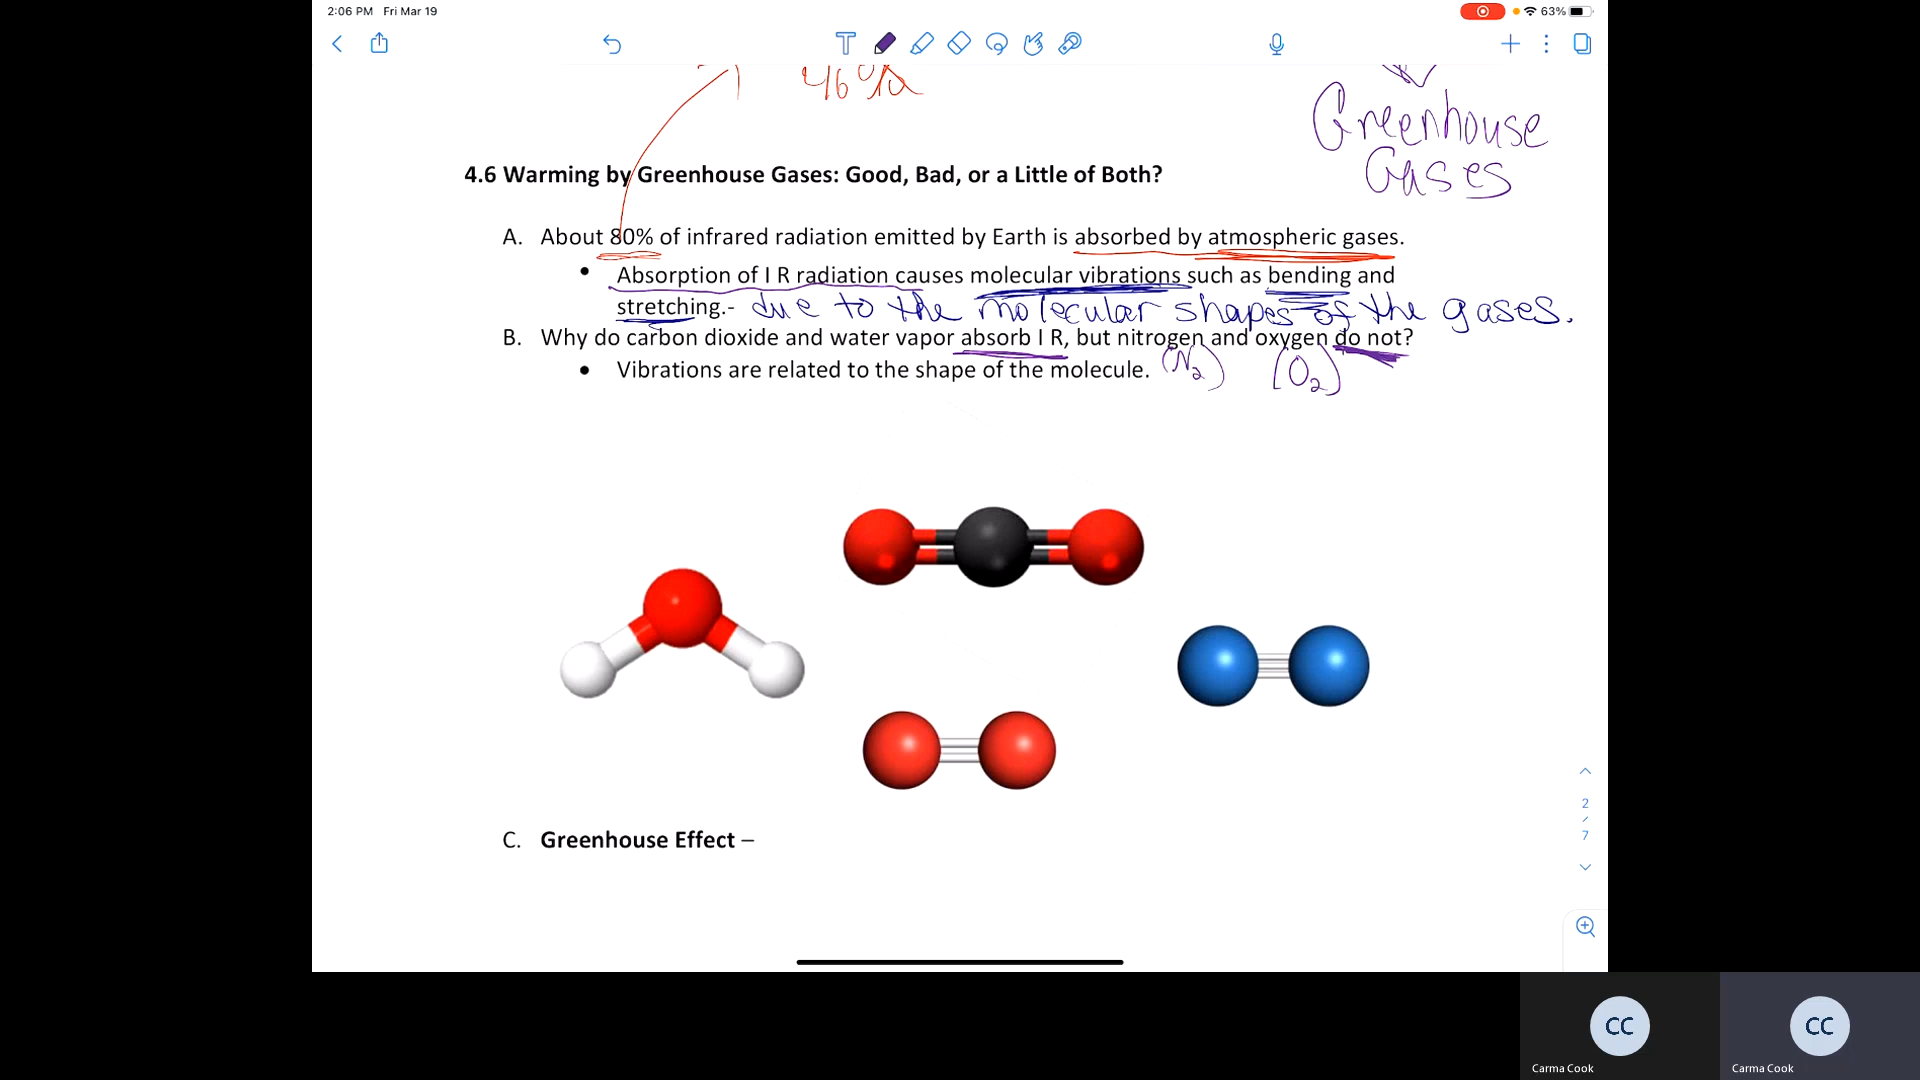 2:06 PM Fri Mar 19
63%
T
46%
Greenhouse
Gases
4.6 Warming by Greenhouse Gases: Good, Bad, or a Little of Both?
A. About 80% of infrared radiation emitted by Earth is absorbed by atmospheric gases.
• Absorption of I R radiation causes molecular vibrations such as bending and
stretching.- due to the molecular shapes of the gases.
B. Why do carbon dioxide and water vapor absorb I R, but nitrogen and oxygen do not?
• Vibrations are related to the shape of the molecule. (N2) (O2)
C. Greenhouse Effect –
2
/
7
CC
CC
Carma Cook
Carma Cook